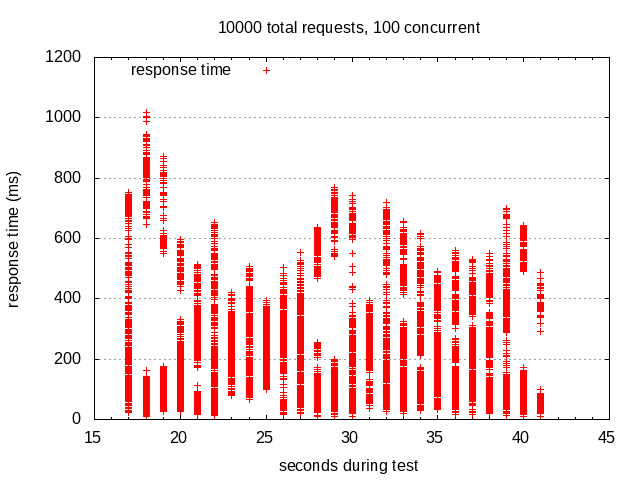 10000 total requests, 100 concurrent
1200
response time
1000
800
600
400
200
0
response time (ms)
15 20 25 30 35 40 45
seconds during test